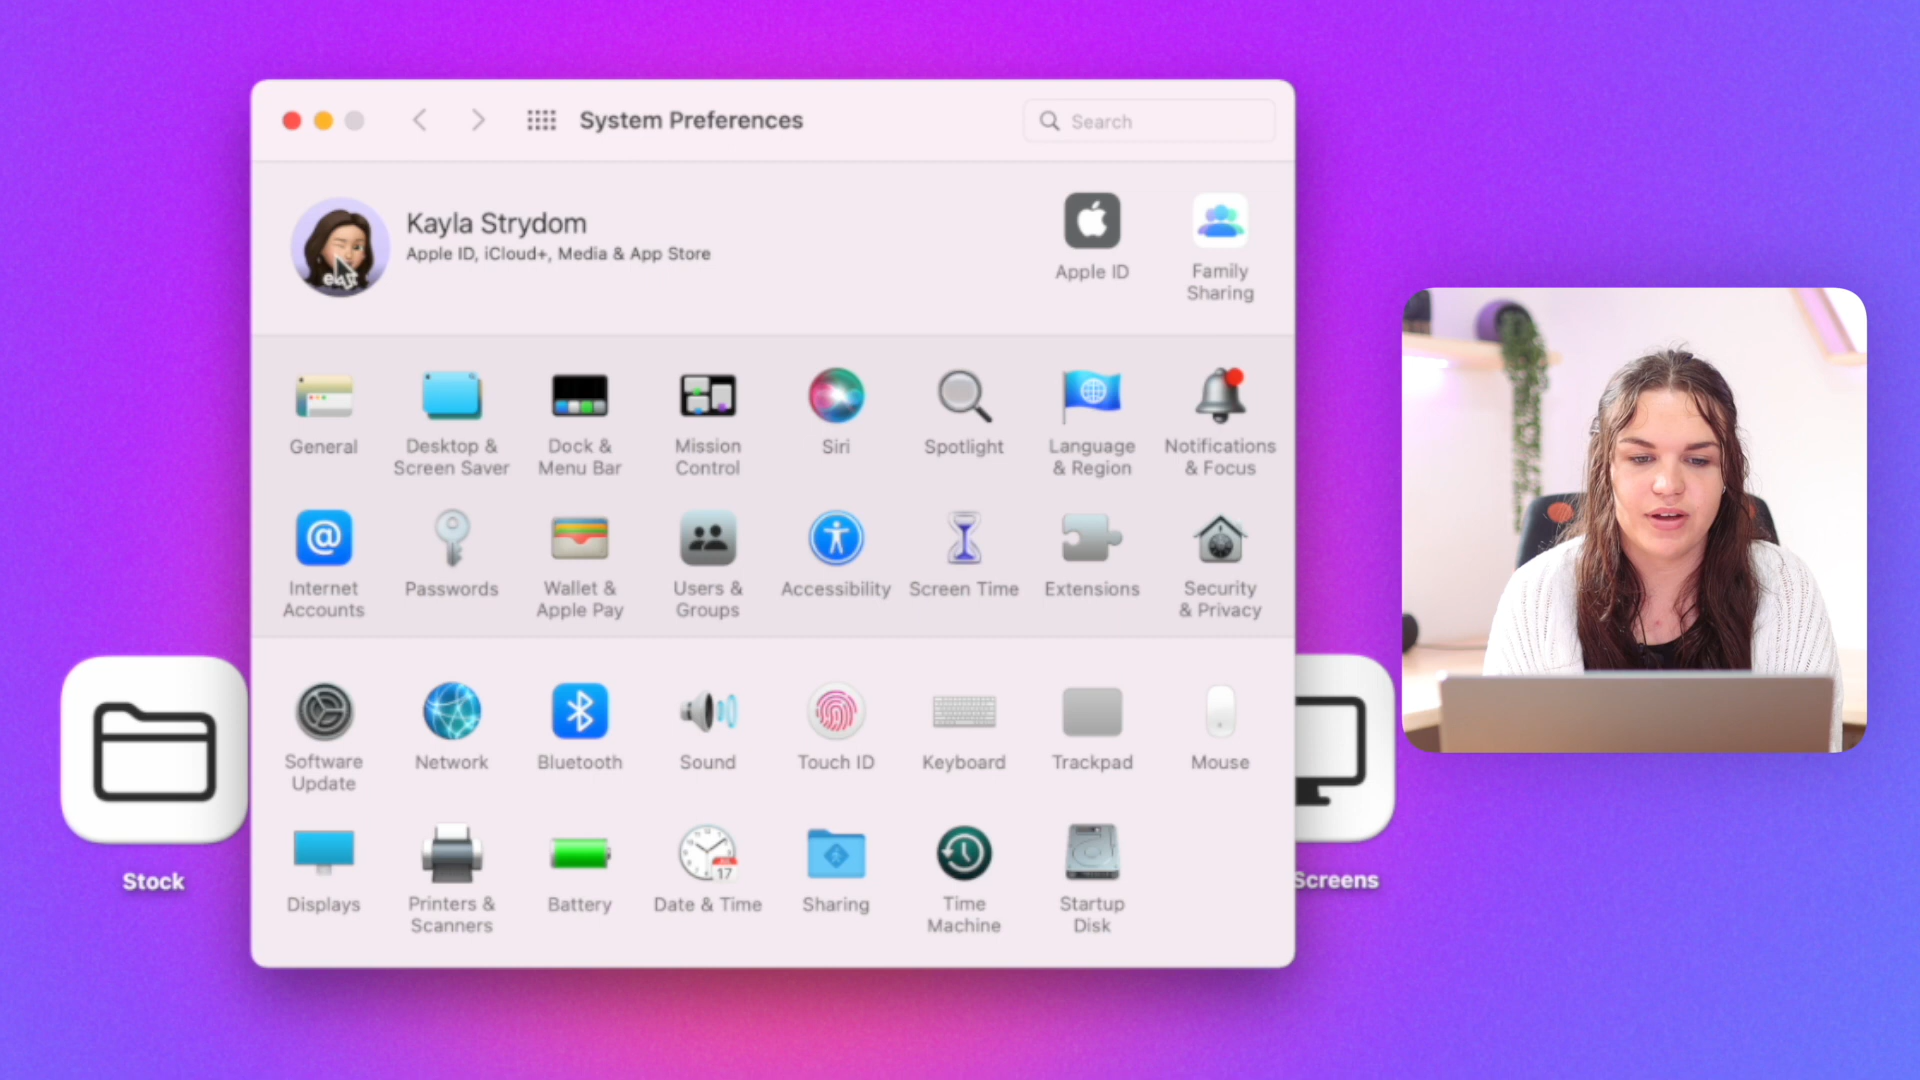 System Preferences
Search
Kayla Strydom
Apple ID, iCloud+, Media & App Store
Apple ID
Family
Sharing
General
Desktop &
Screen Saver
Dock &
Menu Bar
Mission
Control
Siri
Spotlight
Language
& Region
Notifications
& Focus
Internet
Accounts
Passwords
Wallet &
Apple Pay
Users &
Groups
Accessibility
Screen Time
Extensions
Security
& Privacy
Software
Update
Network
Bluetooth
Sound
Touch ID
Keyboard
Trackpad
Mouse
Displays
Printers &
Scanners
Battery
17
Date & Time
Sharing
Time
Machine
Startup
Disk
Stock
Screens